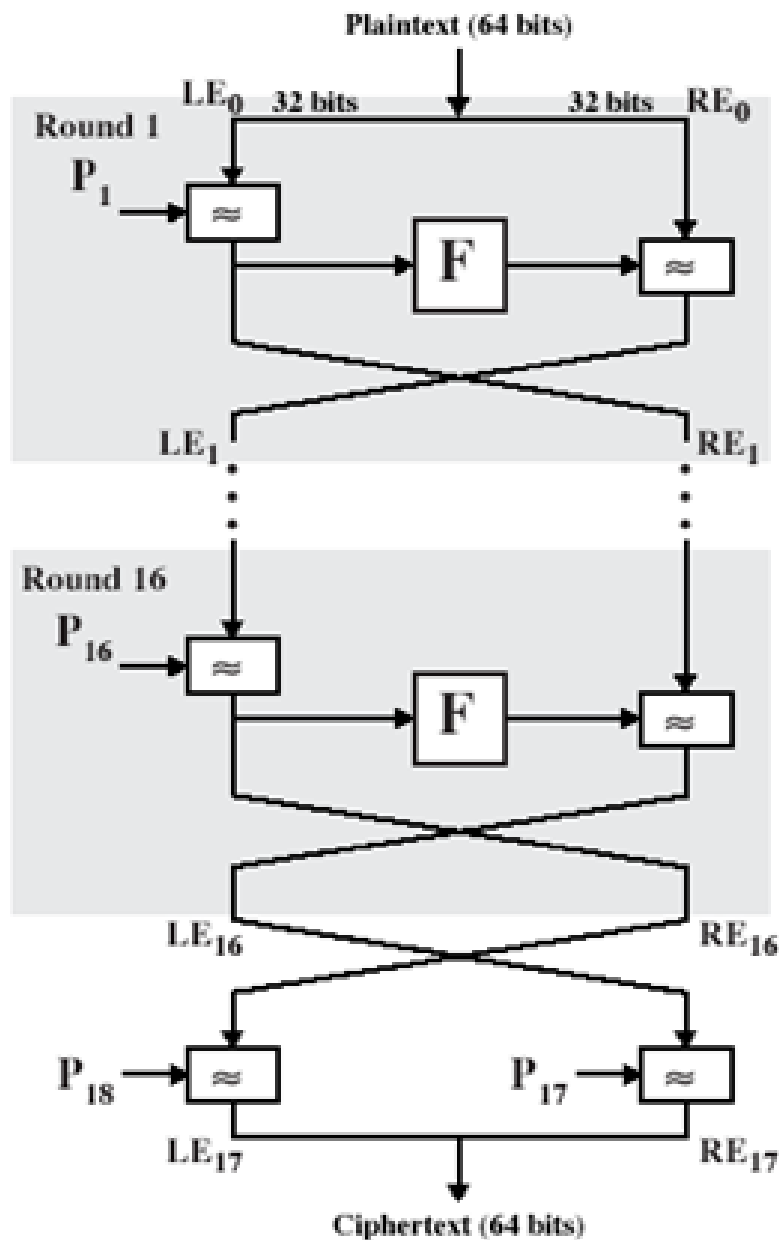 Plaintext (64 bits)
LE0 32 bits 32 bits RE0
Round 1
P1
≈
F
≈
LE1 RE1
Round 16
P16
≈
F
≈
LE16 RE16
P18 ≈ P17 ≈
LE17 RE17
Ciphertext (64 bits)